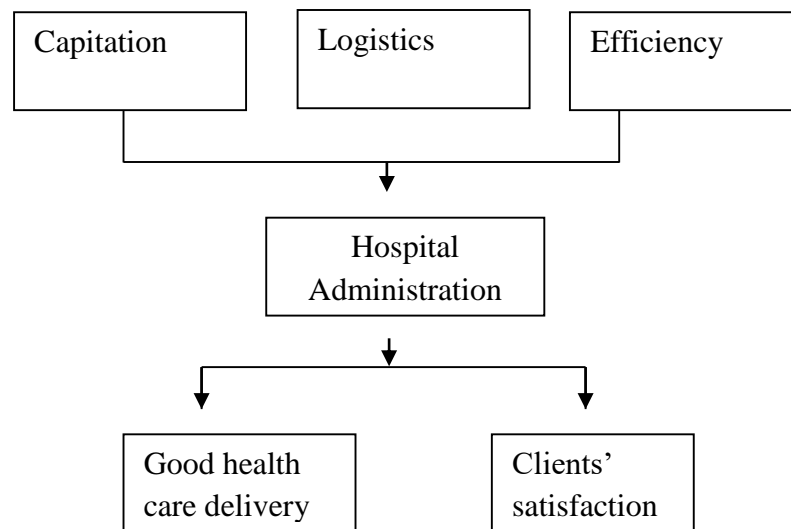 Capitation
Logistics
Efficiency
Hospital
Administration
Good health
care delivery
Clients’
satisfaction